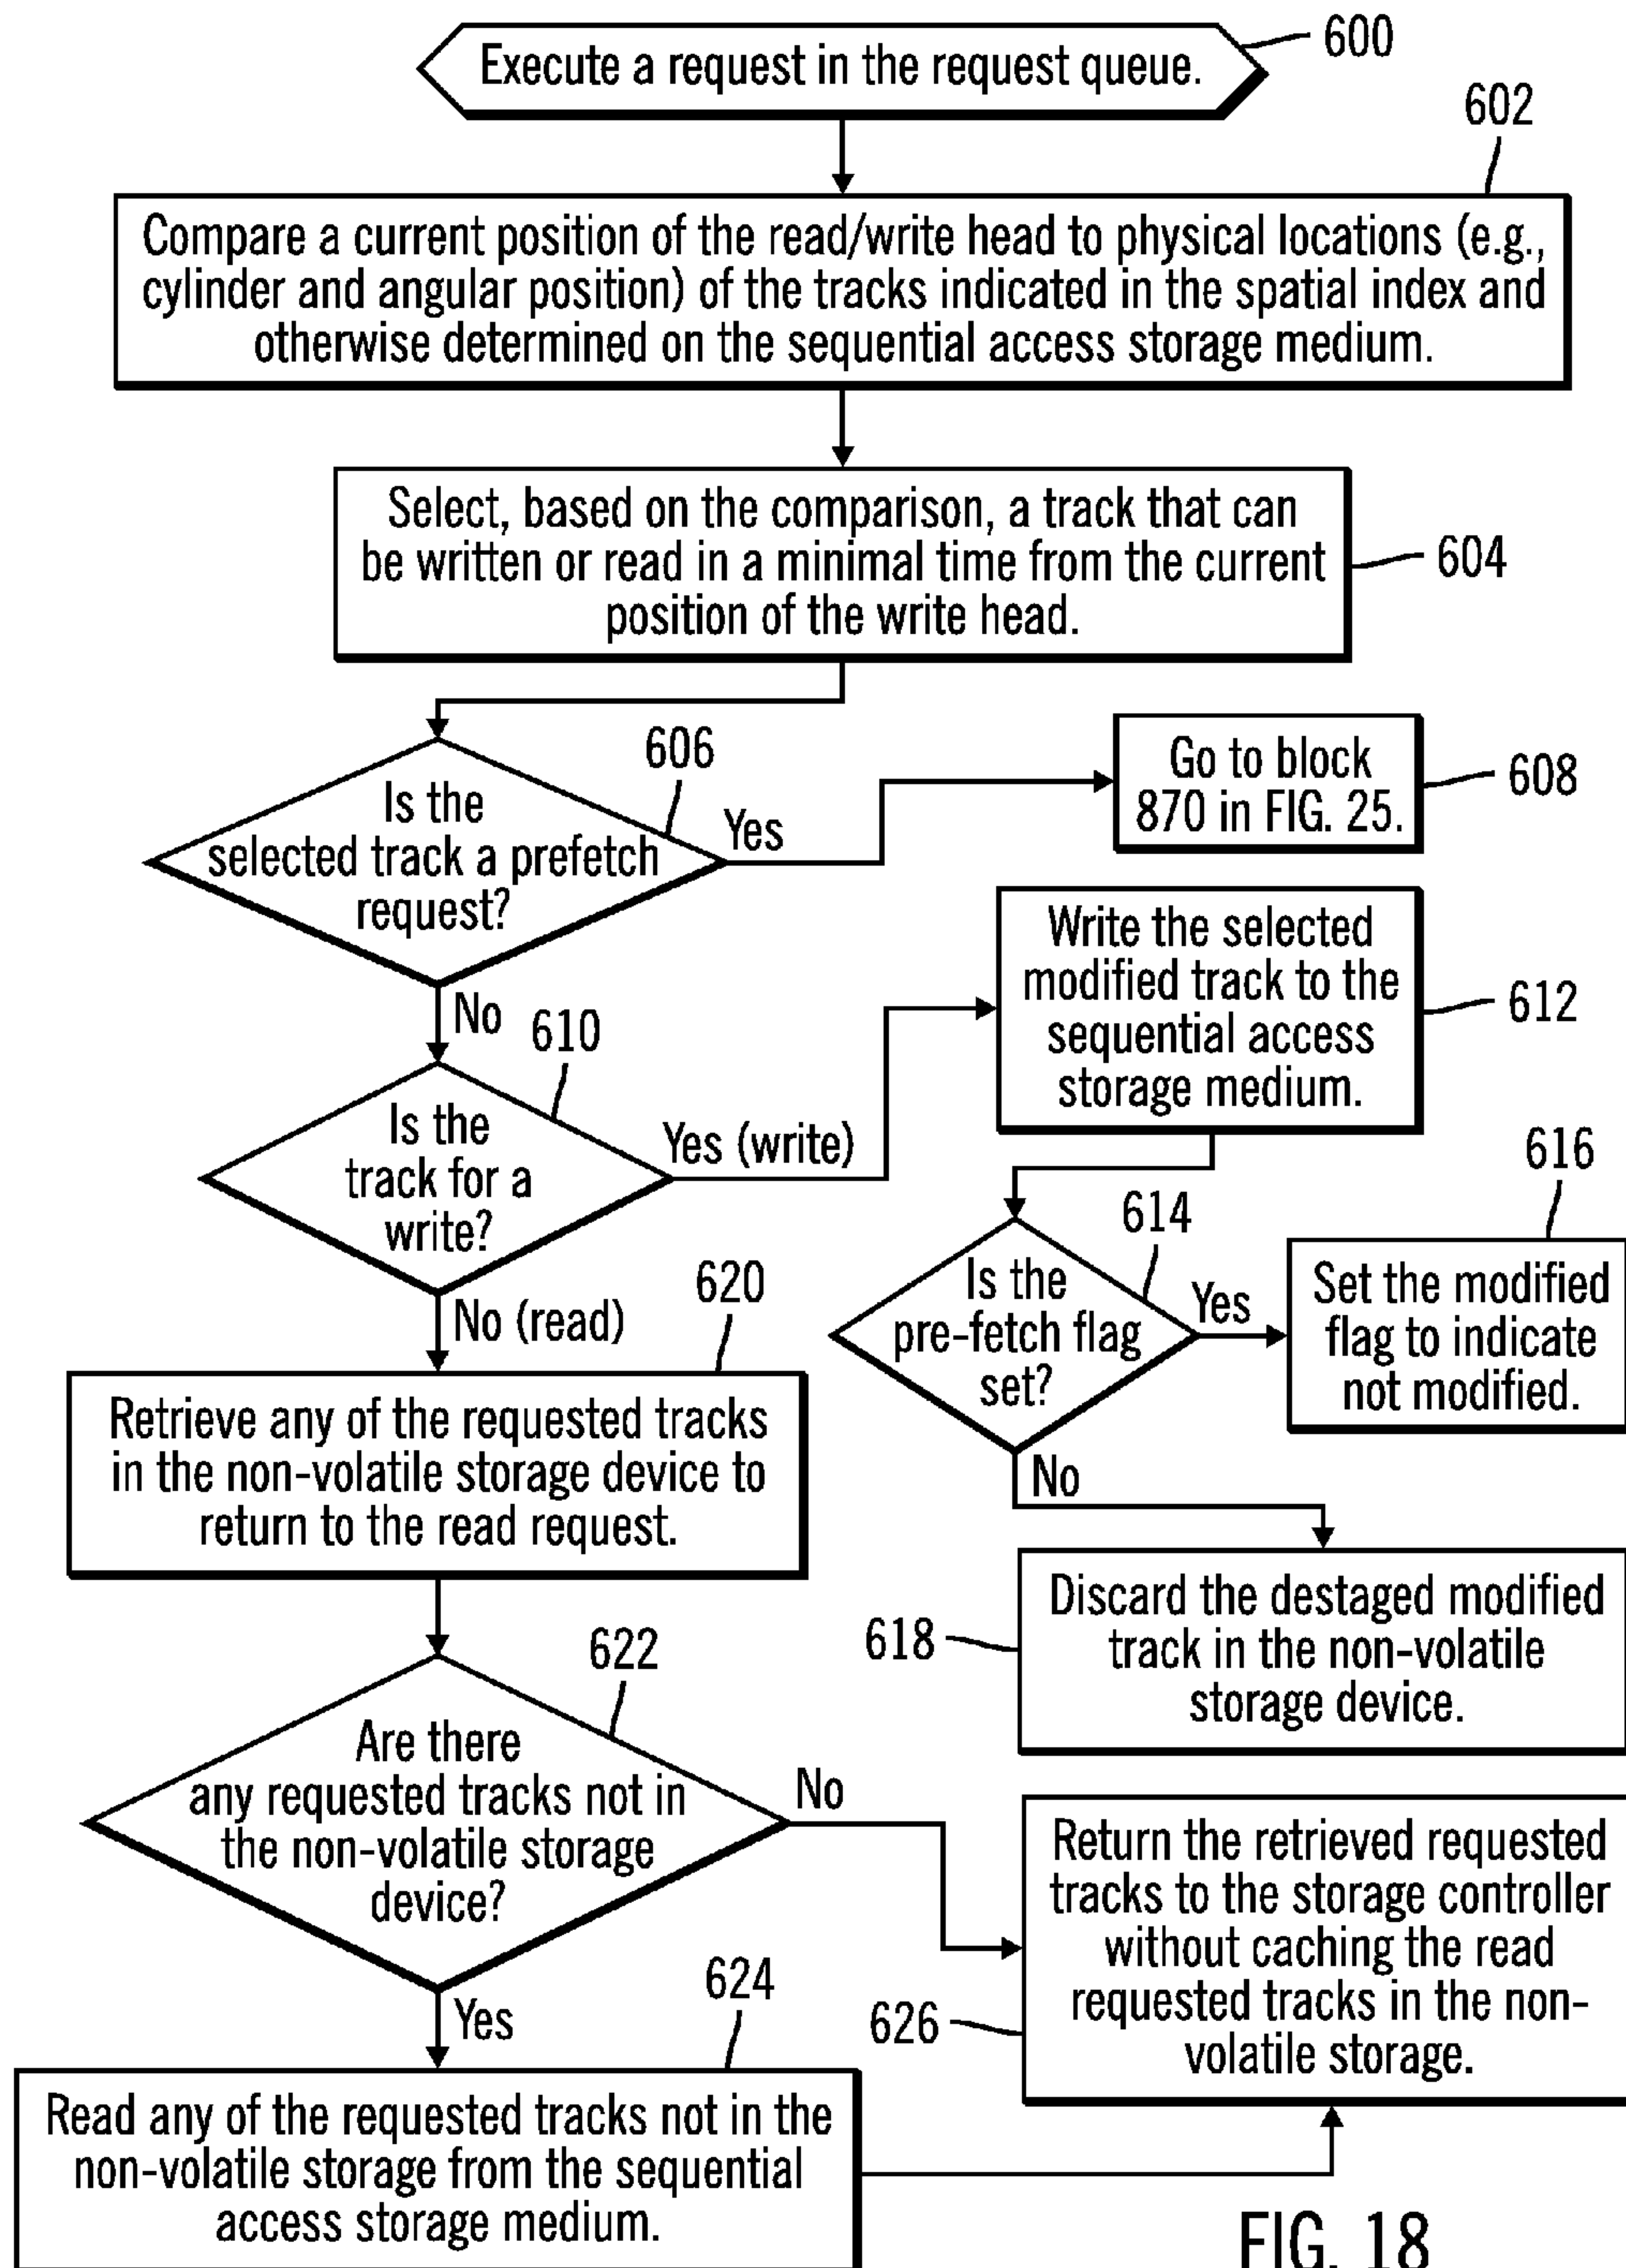 Execute a request in the request queue.
600
602
Compare a current position of the read/write head to physical locations (e.g.,
cylinder and angular position) of the tracks indicated in the spatial index and
otherwise determined on the sequential access storage medium.
Select, based on the comparison, a track that can
be written or read in a minimal time from the current
position of the write head.
604
606
Is the
selected track a prefetch
request?
Yes
Go to block
870 in FIG. 25.
608
No
610
Is the
track for a
write?
Yes (write)
Write the selected
modified track to the
sequential access
storage medium.
612
614
Is the
pre-fetch flag
set?
Yes
616
Set the modified
flag to indicate
not modified.
No
618
Discard the destaged modified
track in the non-volatile
storage device.
No (read)
620
Retrieve any of the requested tracks
in the non-volatile storage device to
return to the read request.
622
Are there
any requested tracks not in
the non-volatile storage
device?
No
626
Return the retrieved requested
tracks to the storage controller
without caching the read
requested tracks in the non-
volatile storage.
Yes
624
Read any of the requested tracks not in the
non-volatile storage from the sequential
access storage medium.
FIG. 18